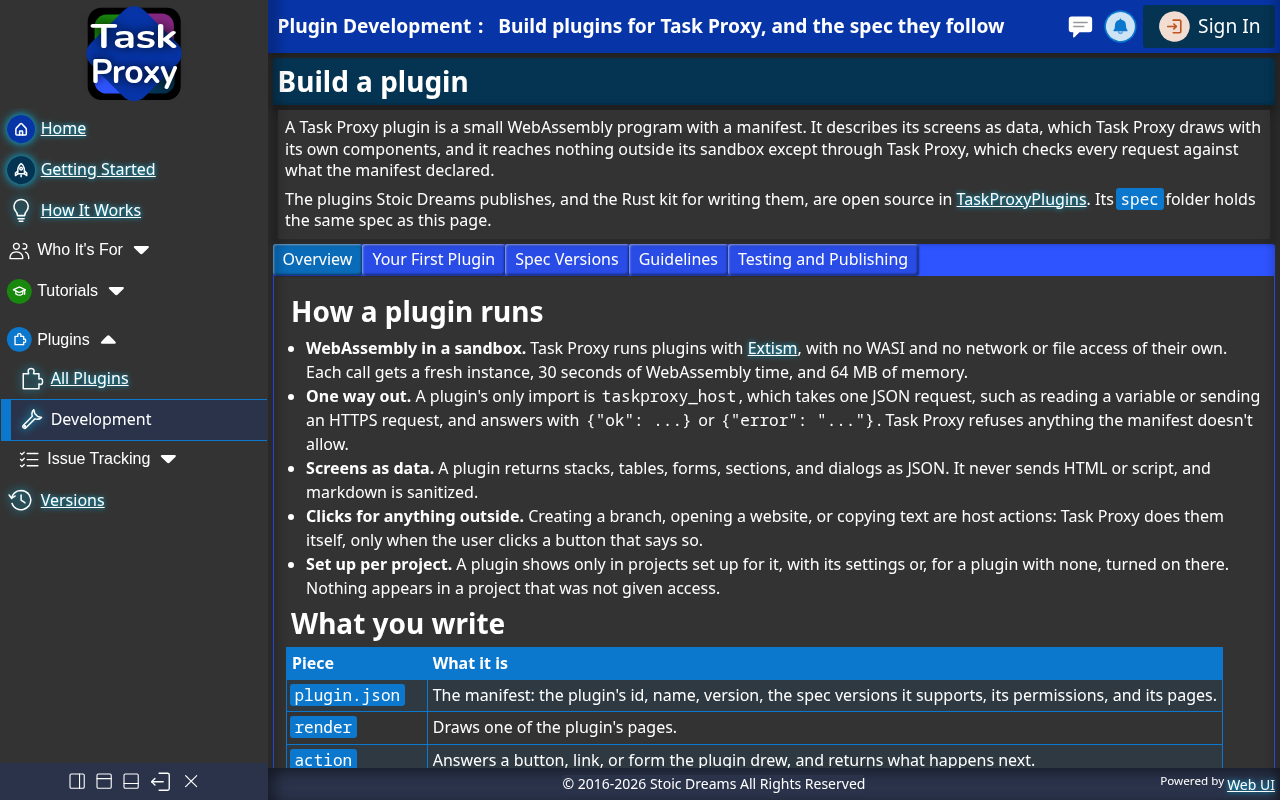 Task
Proxy
Home
Getting Started
How It Works
Who It's For
Tutorials
Plugins
All Plugins
Development
Issue Tracking
Versions
Plugin Development : Build plugins for Task Proxy, and the spec they follow
Sign In
Build a plugin
A Task Proxy plugin is a small WebAssembly program with a manifest. It describes its screens as data, which Task Proxy draws with
its own components, and it reaches nothing outside its sandbox except through Task Proxy, which checks every request against
what the manifest declared.
The plugins Stoic Dreams publishes, and the Rust kit for writing them, are open source in TaskProxyPlugins. Its spec folder holds
the same spec as this page.
Overview
Your First Plugin
Spec Versions
Guidelines
Testing and Publishing
How a plugin runs
• WebAssembly in a sandbox. Task Proxy runs plugins with Extism, with no WASI and no network or file access of their own.
Each call gets a fresh instance, 30 seconds of WebAssembly time, and 64 MB of memory.
• One way out. A plugin's only import is taskproxy_host, which takes one JSON request, such as reading a variable or sending
an HTTPS request, and answers with {"ok": ...} or {"error": "..."}. Task Proxy refuses anything the manifest doesn't
allow.
• Screens as data. A plugin returns stacks, tables, forms, sections, and dialogs as JSON. It never sends HTML or script, and
markdown is sanitized.
• Clicks for anything outside. Creating a branch, opening a website, or copying text are host actions: Task Proxy does them
itself, only when the user clicks a button that says so.
• Set up per project. A plugin shows only in projects set up for it, with its settings or, for a plugin with none, turned on there.
Nothing appears in a project that was not given access.
What you write
Piece What it is
plugin.json The manifest: the plugin's id, name, version, the spec versions it supports, its permissions, and its pages.
render Draws one of the plugin's pages.
action Answers a button, link, or form the plugin drew, and returns what happens next.
© 2016-2026 Stoic Dreams All Rights Reserved
Powered by Web UI